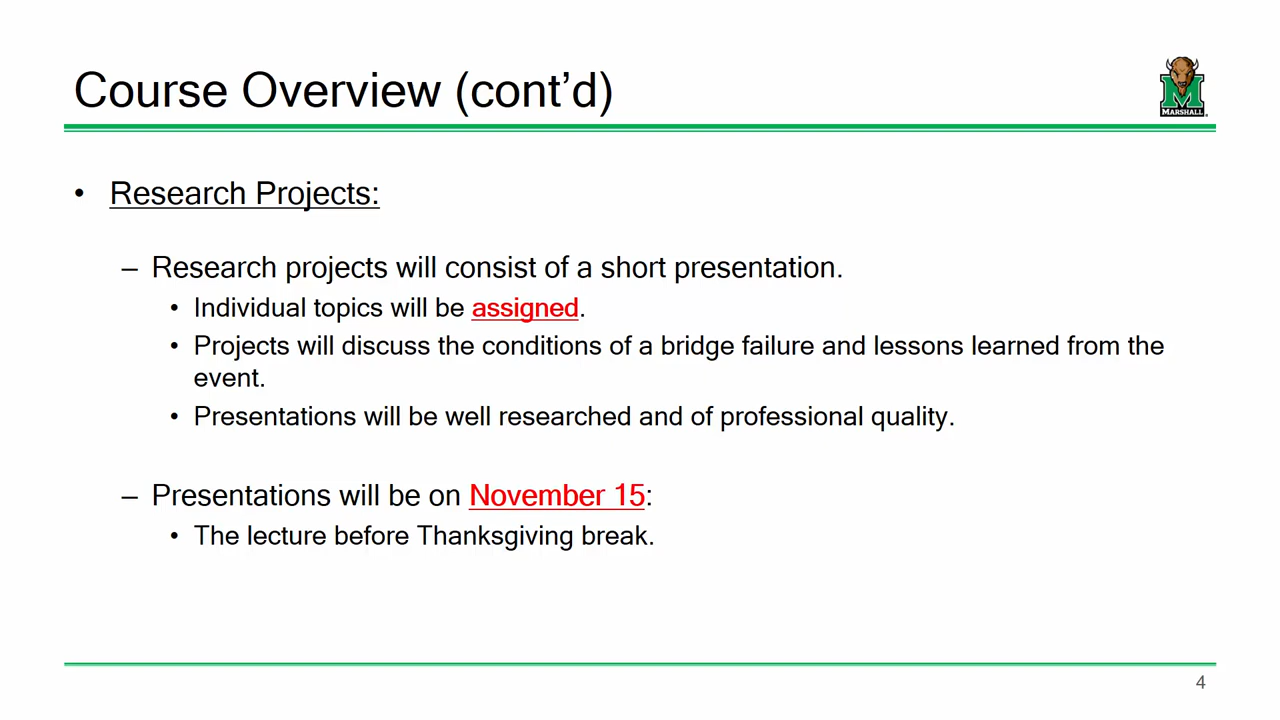 Course Overview (cont’d)
MARSHALL
• Research Projects:
– Research projects will consist of a short presentation.
• Individual topics will be assigned.
• Projects will discuss the conditions of a bridge failure and lessons learned from the
event.
• Presentations will be well researched and of professional quality.
– Presentations will be on November 15:
• The lecture before Thanksgiving break.
4